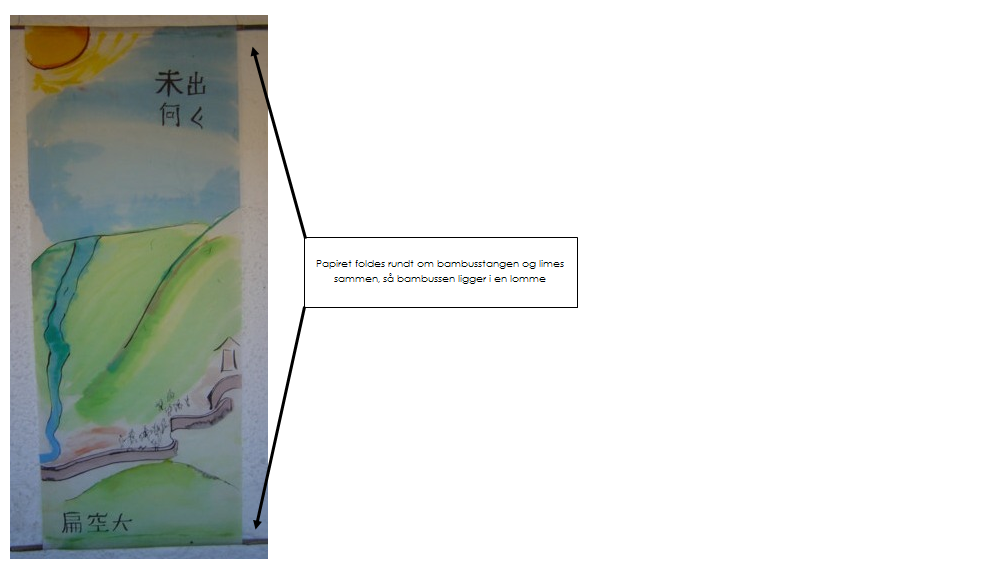 未出
何ぐ
Papiret foldes rundt om bambusstangen og limes
sammen, så bambussen ligger i en lomme
扁空大